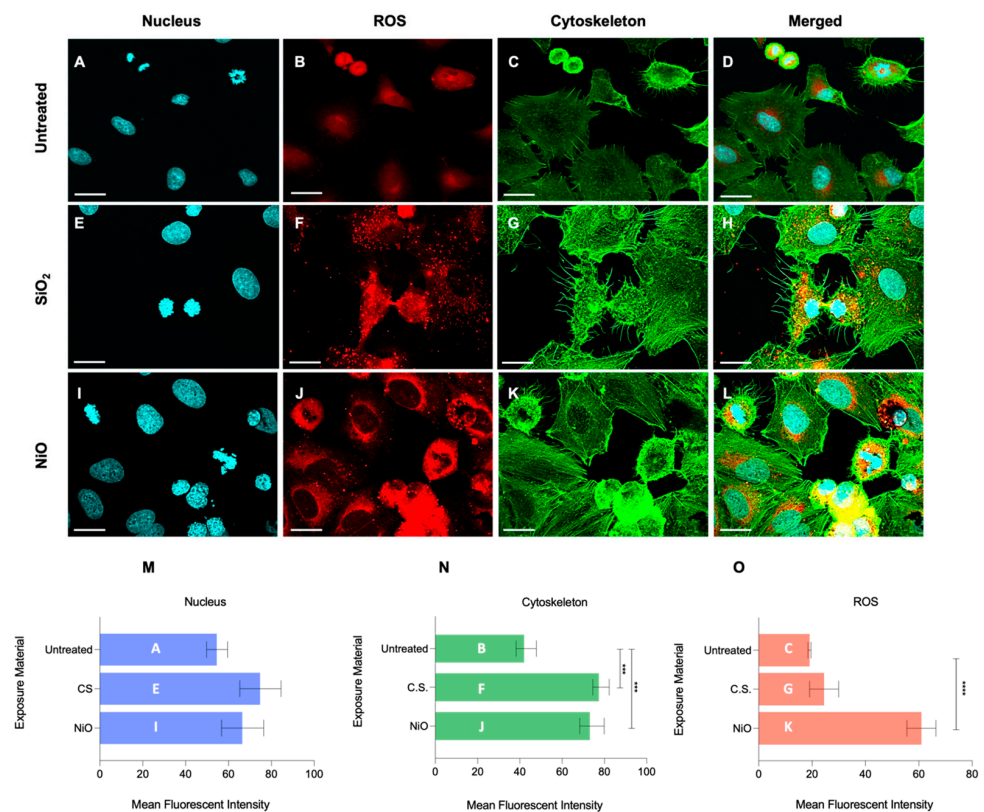 Nucleus ROS Cytoskeleton Merged
Untreated
A B C D
SiO₂
E F G H
NiO
I J K L
M N O
Nucleus
Exposure Material
Untreated A
CS E
NiO I
0 20 40 60 80 100
Mean Fluorescent Intensity
Cytoskeleton
Exposure Material
Untreated B
C.S. F
NiO J
***
***
0 20 40 60 80 100
Mean Fluorescent Intensity
ROS
Exposure Material
Untreated C
C.S. G
NiO K
****
0 20 40 60 80
Mean Fluorescent Intensity